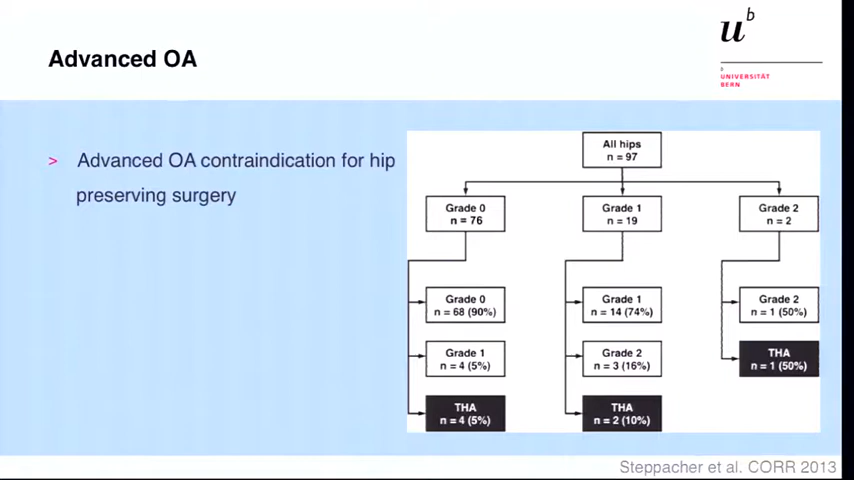 Advanced OA
u b
b
UNIVERSITÄT
BERN
> Advanced OA contraindication for hip
preserving surgery
All hips
n = 97
Grade 0
n = 76
Grade 1
n = 19
Grade 2
n = 2
Grade 0
n = 68 (90%)
Grade 1
n = 14 (74%)
Grade 2
n = 1 (50%)
Grade 1
n = 4 (5%)
Grade 2
n = 3 (16%)
THA
n = 1 (50%)
THA
n = 4 (5%)
THA
n = 2 (10%)
Steppacher et al. CORR 2013